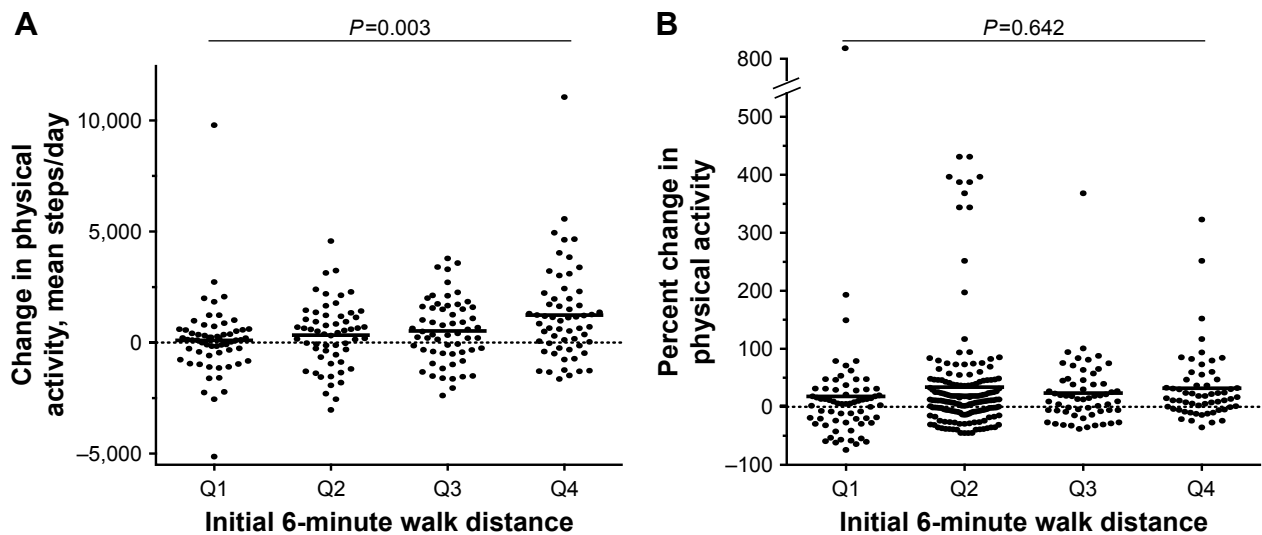 A
P=0.003
Change in physical
activity, mean steps/day
10,000
5,000
0
–5,000
Q1 Q2 Q3 Q4
Initial 6-minute walk distance
B
P=0.642
Percent change in
physical activity
800
500
400
300
200
100
0
–100
Q1 Q2 Q3 Q4
Initial 6-minute walk distance